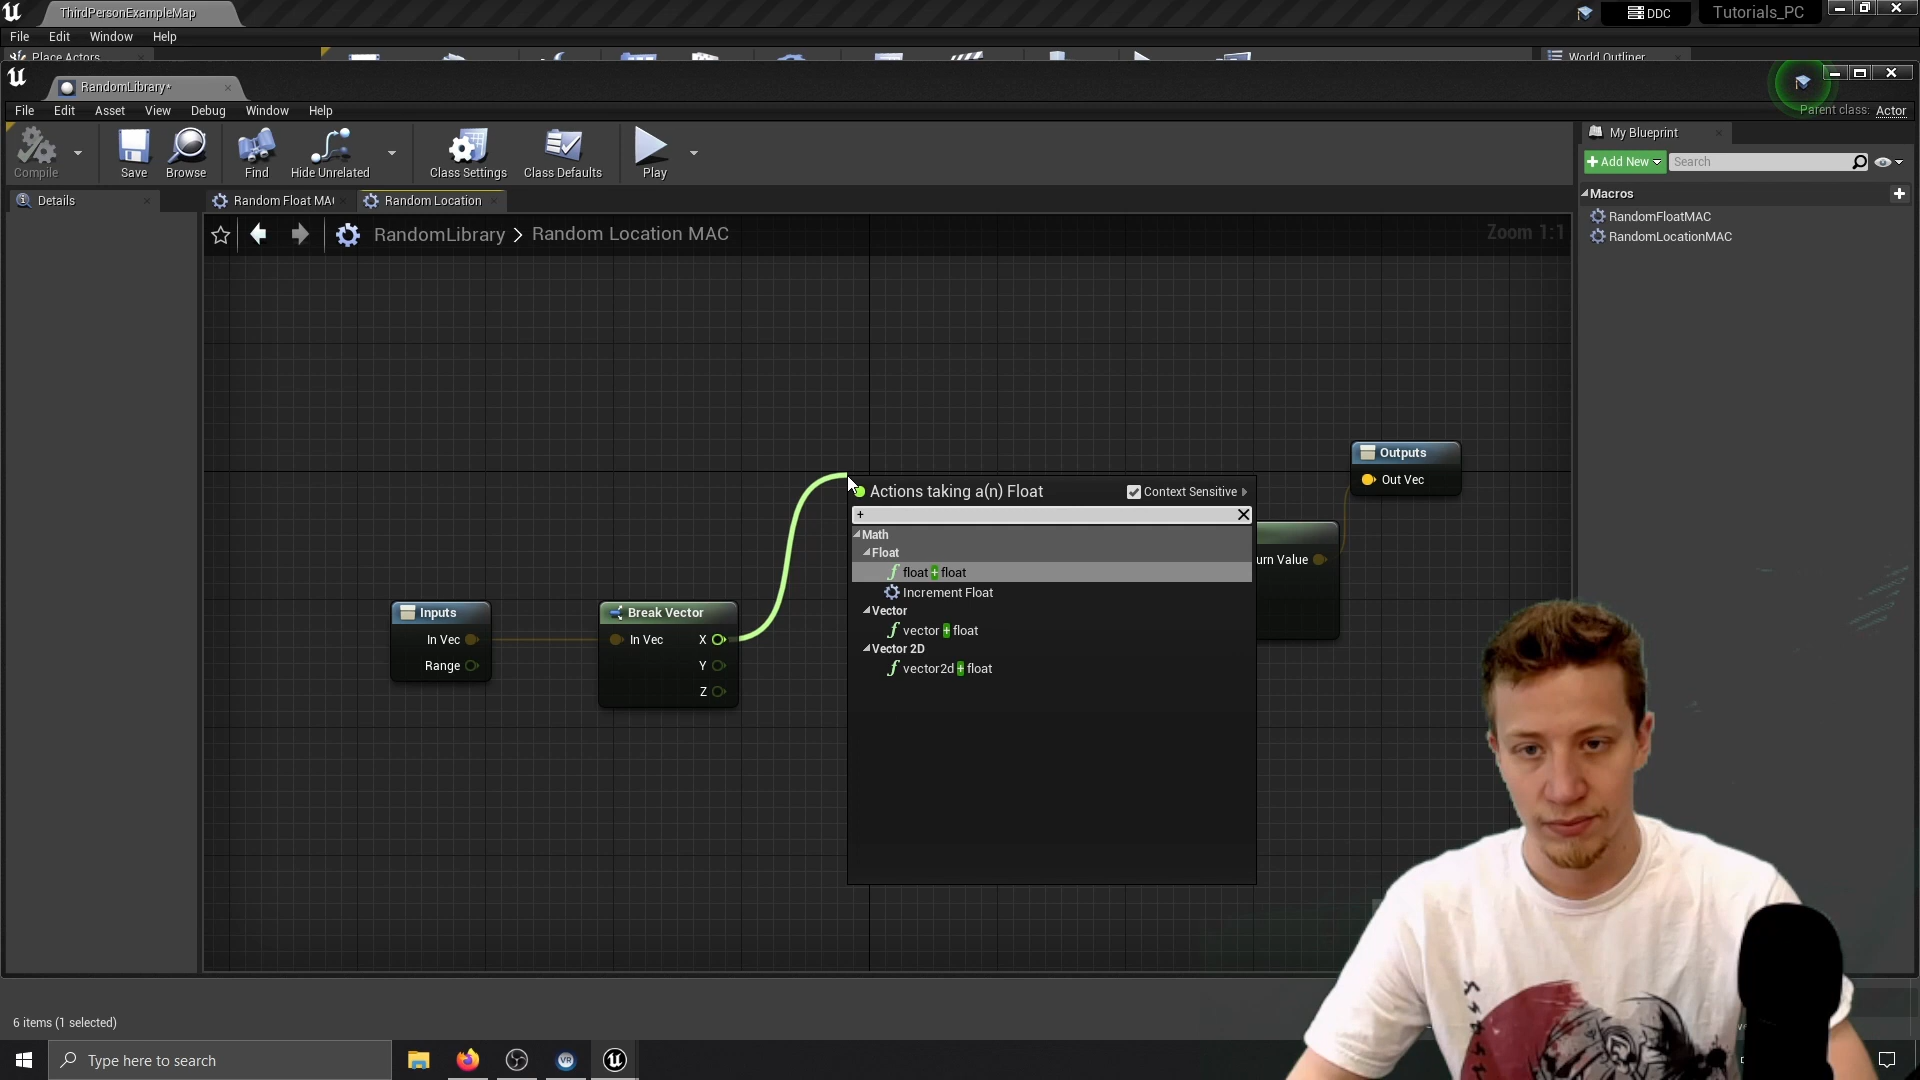 ThirdPersonExampleMap
DDC
Tutorials_PC
File Edit Window Help
Place Actors
World Outliner
RandomLibrary*
File Edit Asset View Debug Window Help
Parent class: Actor
Compile
Save
Browse
Find
Hide Unrelated
Class Settings
Class Defaults
Play
My Blueprint
+ Add New
Search
Macros
RandomFloatMAC
RandomLocationMAC
Details
Random Float MA
Random Location
RandomLibrary > Random Location MAC
Zoom 1:1
Outputs
Out Vec
Actions taking a(n) Float
Context Sensitive
+
Math
Float
float + float
Increment Float
Vector
vector + float
Vector 2D
vector2d + float
urn Value
Inputs
In Vec
Range
Break Vector
In Vec
X
Y
Z
6 items (1 selected)
Type here to search
VR